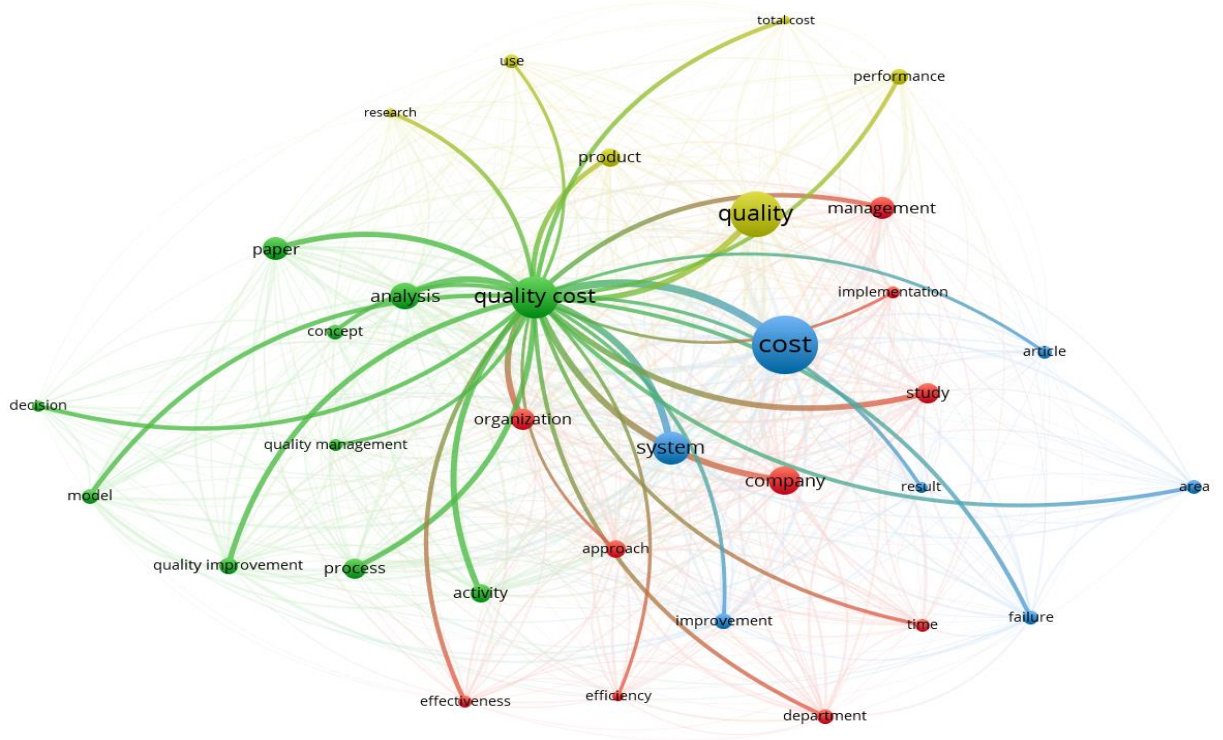 total cost
use
performance
research
product
quality
management
paper
analysis
quality cost
implementation
concept
cost
article
study
decision
organization
quality management
system
company
result
area
model
approach
quality improvement
process
activity
improvement
time
failure
effectiveness
efficiency
department